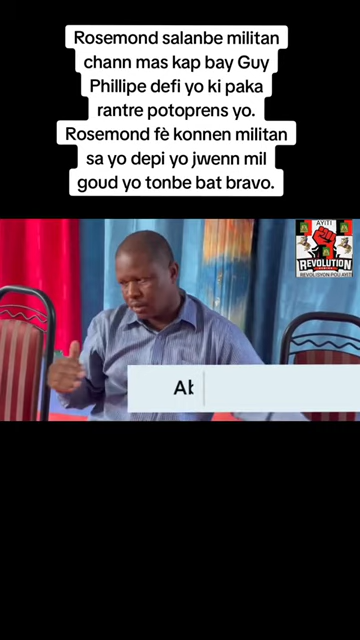 Rosemond salanbe militan
chann mas kap bay Guy
Phillipe defi yo ki paka
rantre potoprens yo.
Rosemond fè konnen militan
sa yo depi yo jwenn mil
goud yo tonbe bat bravo.
AYITI
REVOLUTION
REVOLISYON POU AYITI
Ab